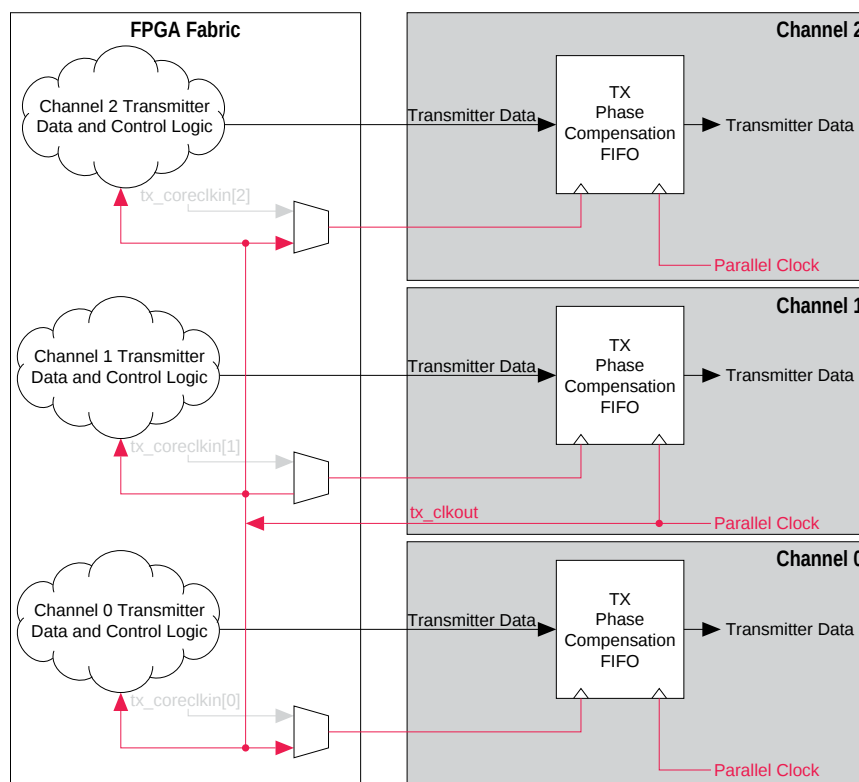 FPGA Fabric
Channel 2
Channel 2 Transmitter
Data and Control Logic
Transmitter Data
TX
Phase
Compensation
FIFO
Transmitter Data
tx_coreclkin[2]
Parallel Clock
Channel 1
Channel 1 Transmitter
Data and Control Logic
Transmitter Data
TX
Phase
Compensation
FIFO
Transmitter Data
tx_coreclkin[1]
tx_clkout
Parallel Clock
Channel 0
Channel 0 Transmitter
Data and Control Logic
Transmitter Data
TX
Phase
Compensation
FIFO
Transmitter Data
tx_coreclkin[0]
Parallel Clock